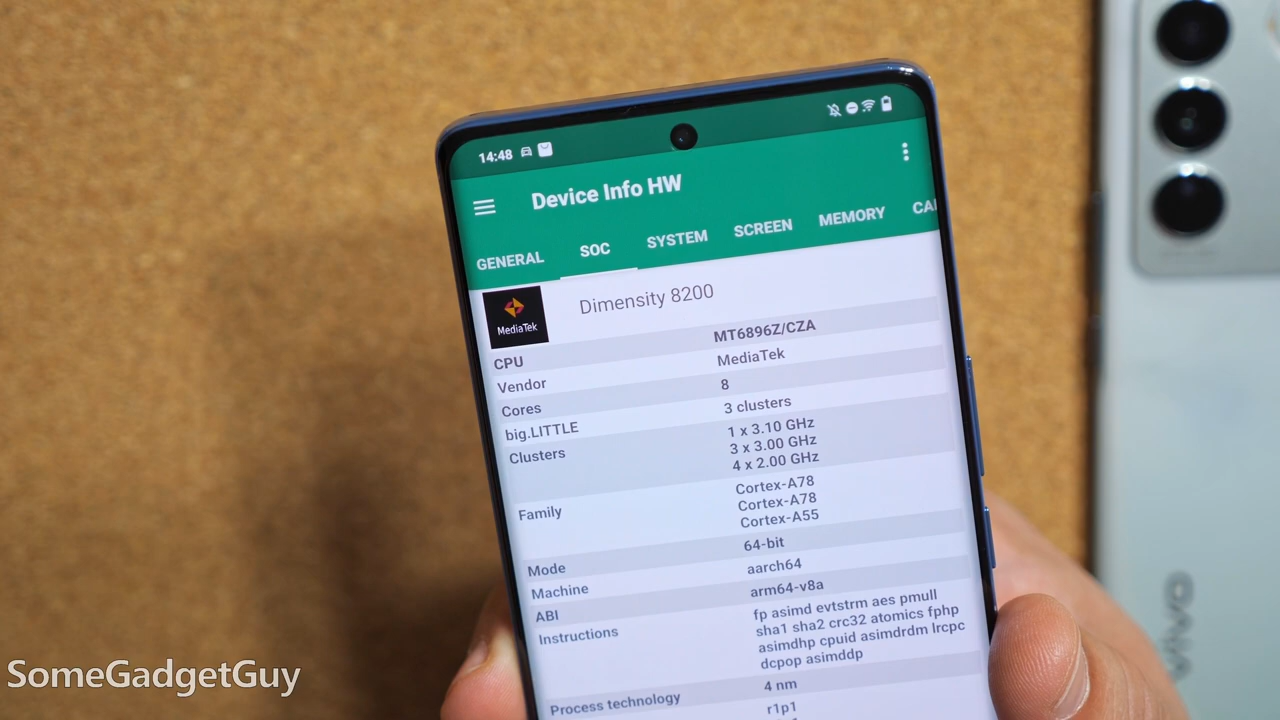 14:48
Device Info HW
GENERAL SOC SYSTEM SCREEN MEMORY CA
MediaTek
Dimensity 8200
CPU MT6896Z/CZA
Vendor MediaTek
Cores 8
big.LITTLE 3 clusters
Clusters 1 x 3.10 GHz
3 x 3.00 GHz
4 x 2.00 GHz
Family Cortex-A78
Cortex-A78
Cortex-A55
Mode 64-bit
Machine aarch64
ABI arm64-v8a
Instructions fp asimd evtstrm aes pmull
sha1 sha2 crc32 atomics fphp
asimdhp cpuid asimdrdm lrcpc
dcpop asimddp
Process technology 4 nm
r1p1
vivo
SomeGadgetGuy